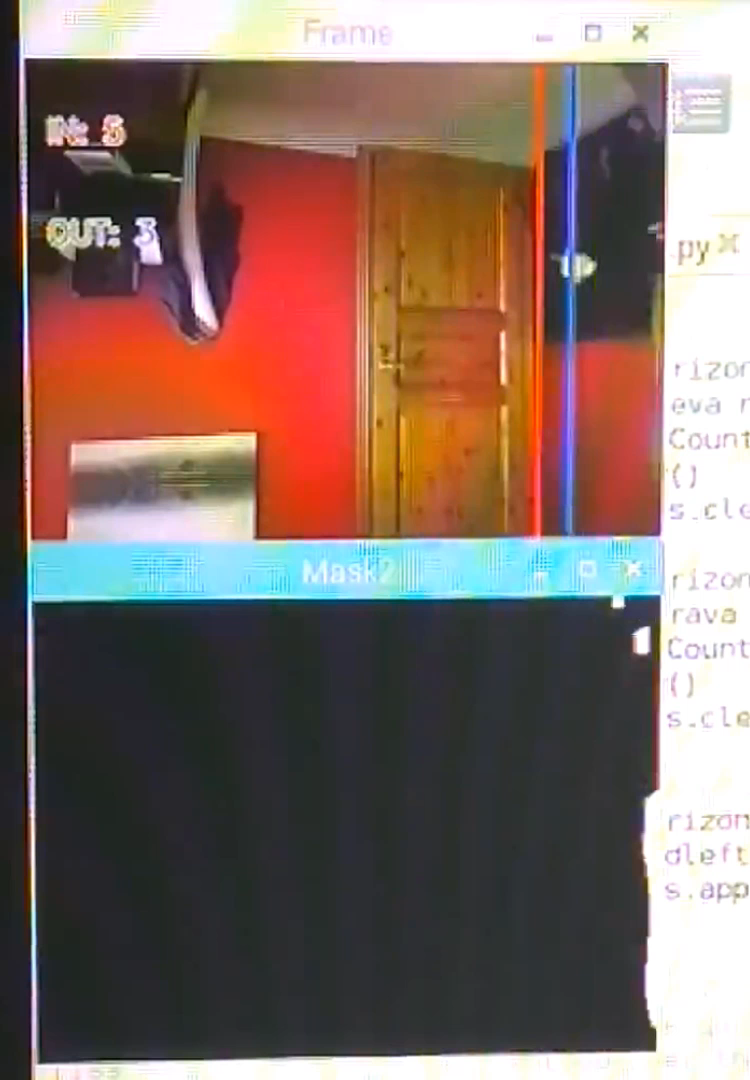 Frame
IN: 5
OUT: 3
.py
rizon
eva r
Count
()
s.cle
Mask2
rizon
rava
Count
()
s.cle
rizon
dleft
s.app